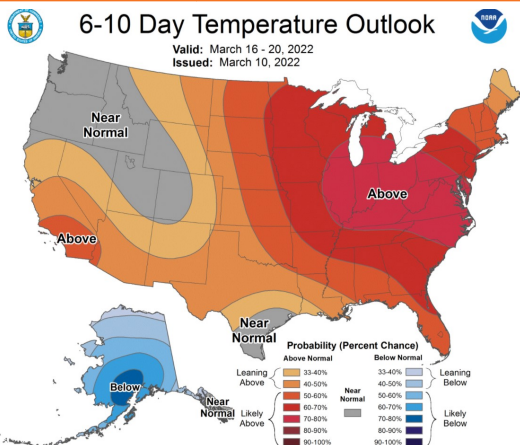 6-10 Day Temperature Outlook
NOAA
Valid: March 16 - 20, 2022
Issued: March 10, 2022
Near
Normal
Above
Above
Near
Normal
Below
Near
Normal
Probability (Percent Chance)
Above Normal
Below Normal
Leaning
Above
33-40%
40-50%
Likely
Above
50-60%
60-70%
70-80%
80-90%
90-100%
Near
Normal
33-40%
40-50%
Leaning
Below
50-60%
60-70%
70-80%
80-90%
90-100%
Likely
Below